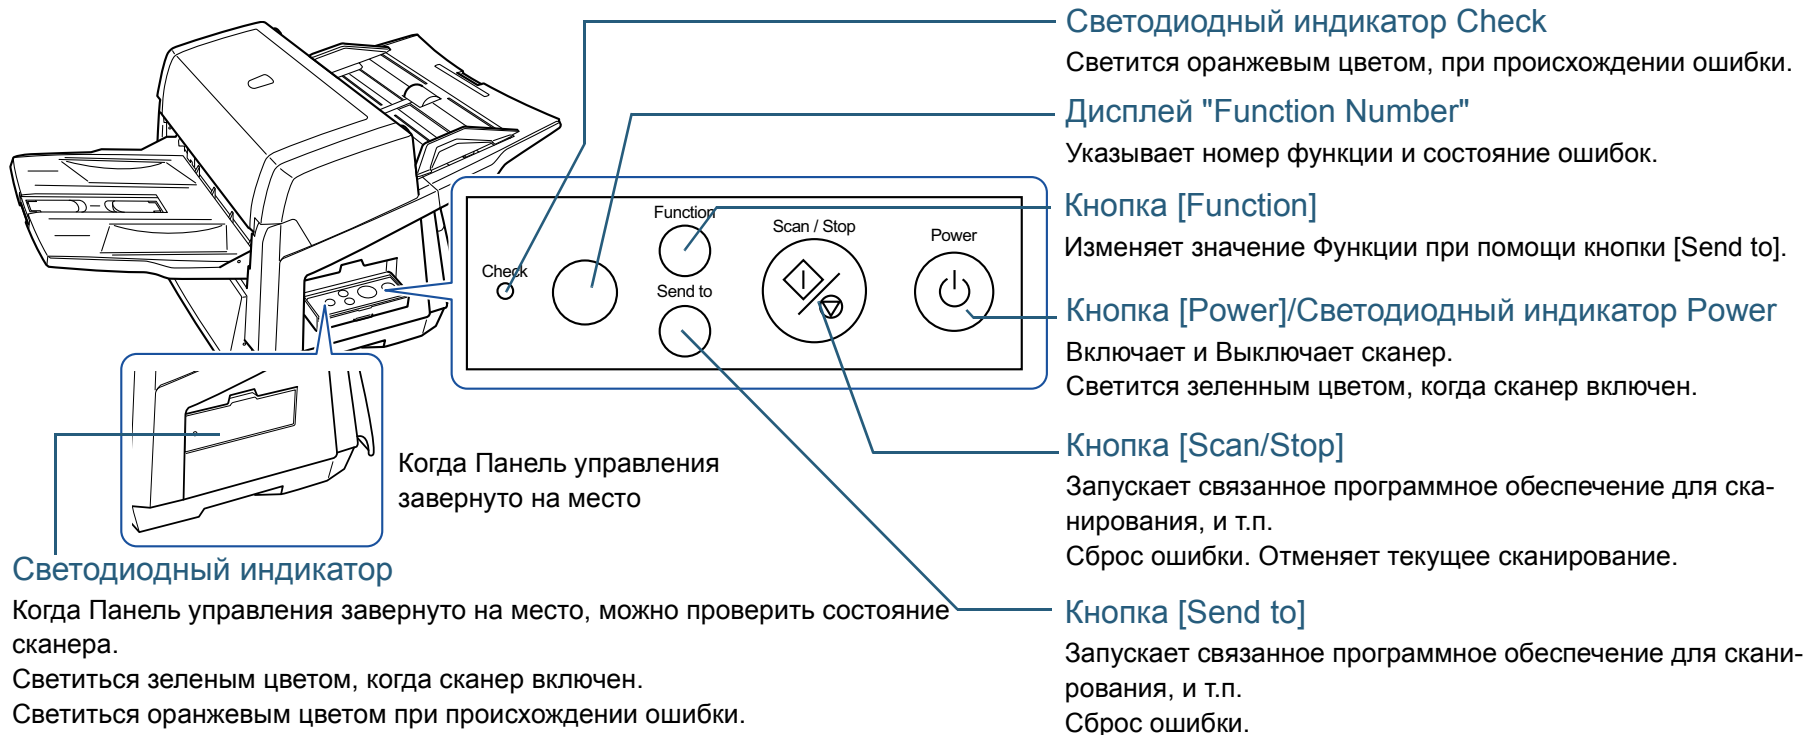 Светодиодный индикатор Check
Светится оранжевым цветом, при происхождении ошибки.
Дисплей "Function Number"
Указывает номер функции и состояние ошибок.
Кнопка [Function]
Изменяет значение Функции при помощи кнопки [Send to].
Кнопка [Power]/Светодиодный индикатор Power
Включает и Выключает сканер.
Светится зеленным цветом, когда сканер включен.
Кнопка [Scan/Stop]
Запускает связанное программное обеспечение для ска-
нирования, и т.п.
Сброс ошибки. Отменяет текущее сканирование.
Кнопка [Send to]
Запускает связанное программное обеспечение для скани-
рования, и т.п.
Сброс ошибки.
Function
Scan / Stop
Power
Check
Send to
Когда Панель управления
завернуто на место
Светодиодный индикатор
Когда Панель управления завернуто на место, можно проверить состояние
сканера.
Светиться зеленым цветом, когда сканер включен.
Светиться оранжевым цветом при происхождении ошибки.